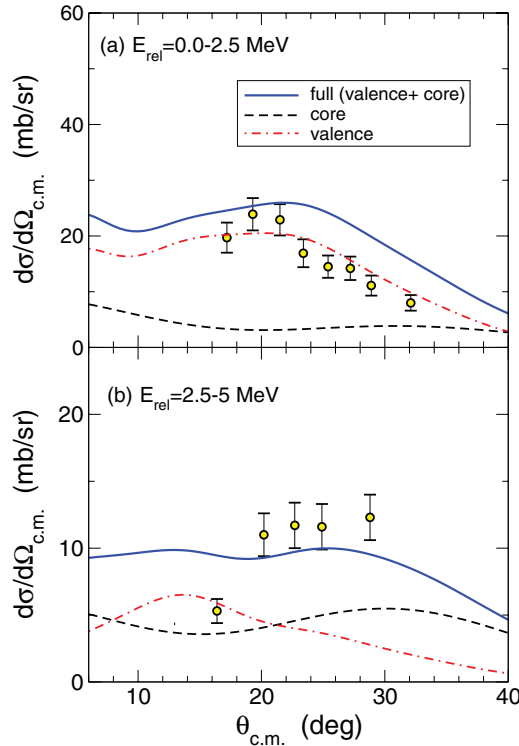 60
(a) E_rel=0.0-2.5 MeV
full (valence+ core)
core
valence
40
20
0
dσ/dΩ_c.m. (mb/sr)
(b) E_rel=2.5-5 MeV
20
10
0
dσ/dΩ_c.m. (mb/sr)
10 20 30 40
θ_c.m. (deg)